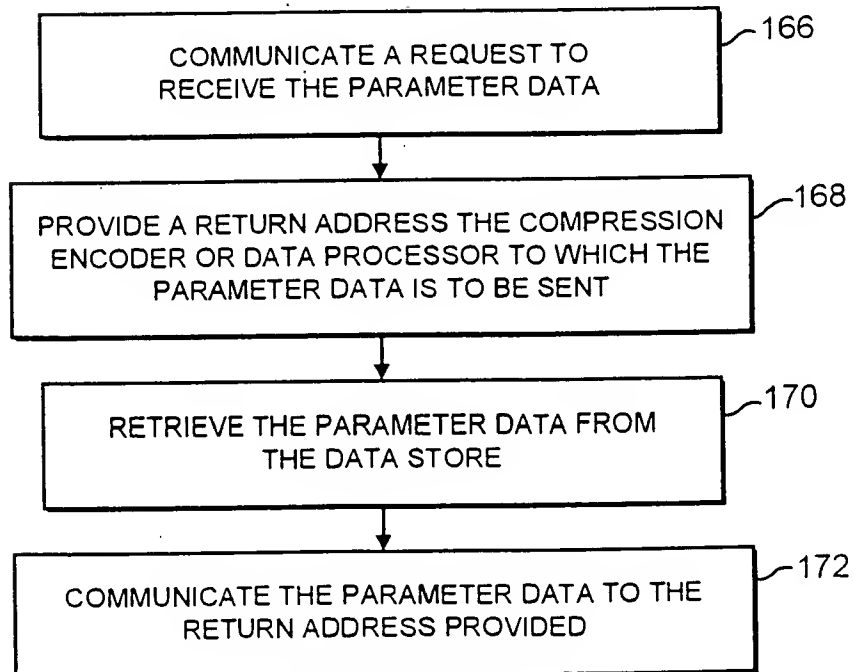 COMMUNICATE A REQUEST TO
RECEIVE THE PARAMETER DATA
166
PROVIDE A RETURN ADDRESS THE COMPRESSION
ENCODER OR DATA PROCESSOR TO WHICH THE
PARAMETER DATA IS TO BE SENT
168
RETRIEVE THE PARAMETER DATA FROM
THE DATA STORE
170
COMMUNICATE THE PARAMETER DATA TO THE
RETURN ADDRESS PROVIDED
172